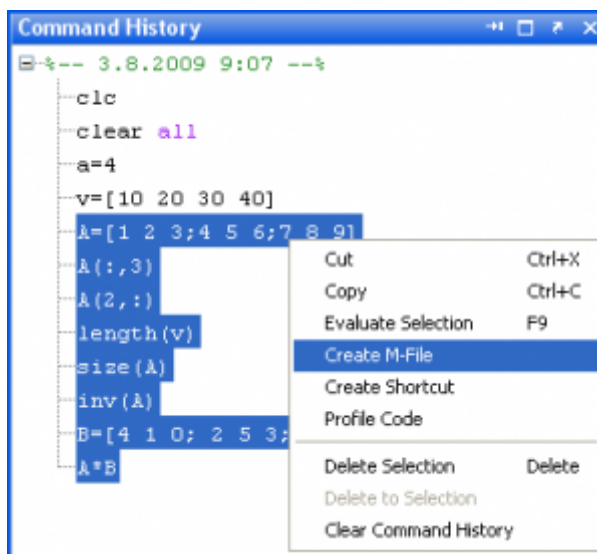 Command History
%-- 3.8.2009 9:07 --%
clc
clear all
a=4
v=[10 20 30 40]
A=[1 2 3;4 5 6;7 8 9]
A(:,3)
A(2,:)
length(v)
size(A)
inv(A)
B=[4 1 0; 2 5 3;
A*B
Cut Ctrl+X
Copy Ctrl+C
Evaluate Selection F9
Create M-File
Create Shortcut
Profile Code
Delete Selection Delete
Delete to Selection
Clear Command History